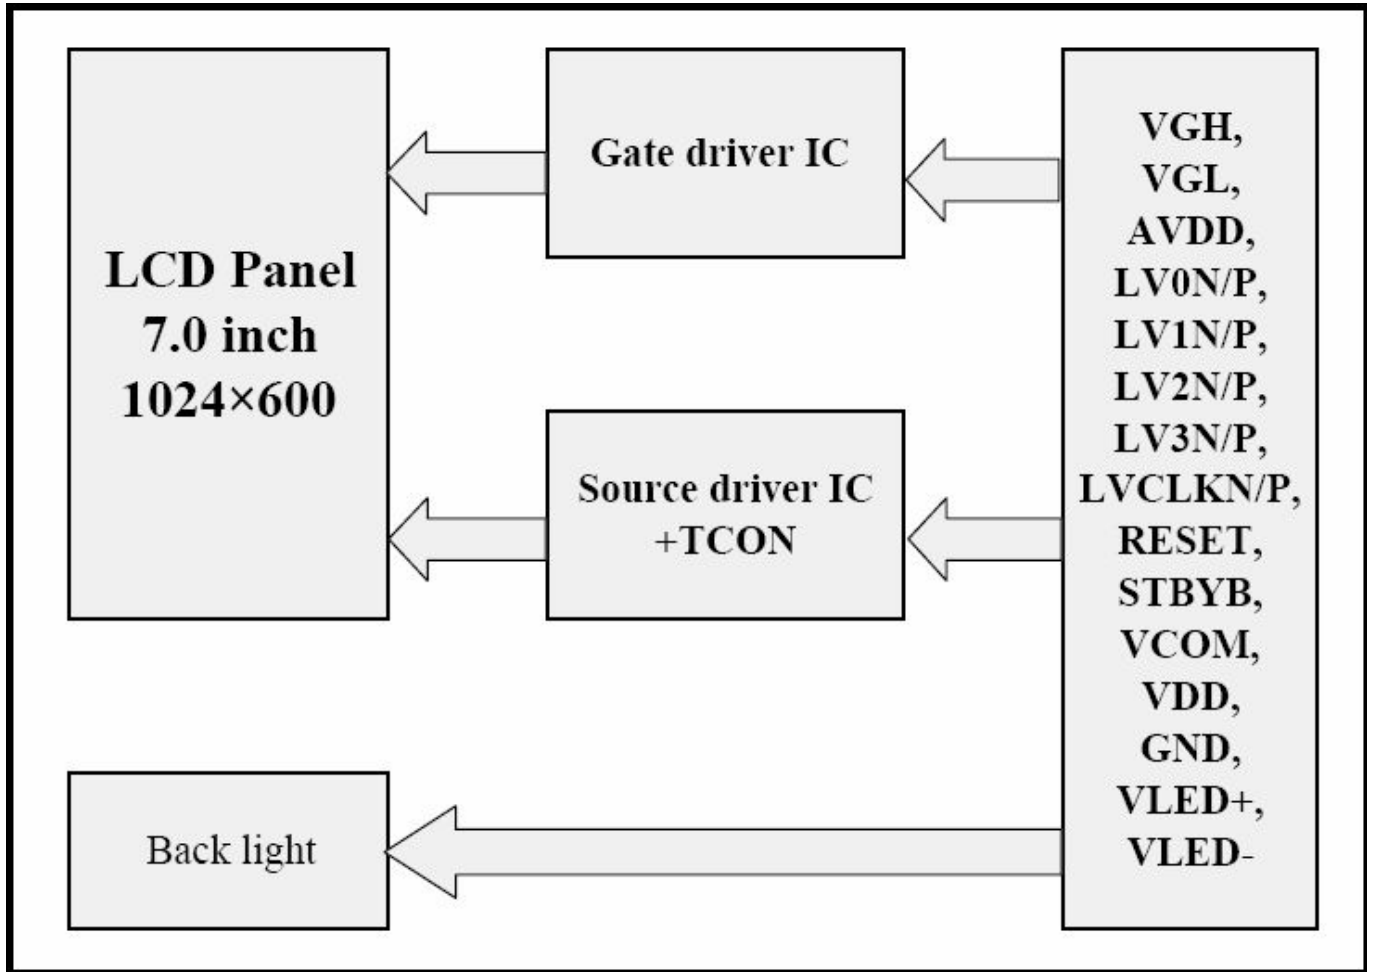 LCD Panel
7.0 inch
1024×600
Gate driver IC
Source driver IC
+TCON
Back light
VGH,
VGL,
AVDD,
LV0N/P,
LV1N/P,
LV2N/P,
LV3N/P,
LVCLKN/P,
RESET,
STBYB,
VCOM,
VDD,
GND,
VLED+,
VLED-